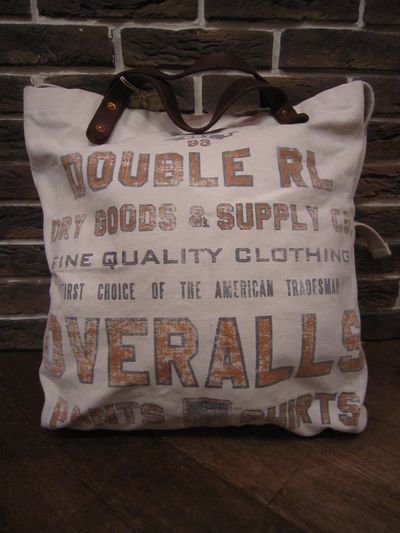 93
DOUBLE RL
DRY GOODS & SUPPLY CO.
FINE QUALITY CLOTHING
FIRST CHOICE OF THE AMERICAN TRADESMAN
OVERALLS
PANTS SHIRTS